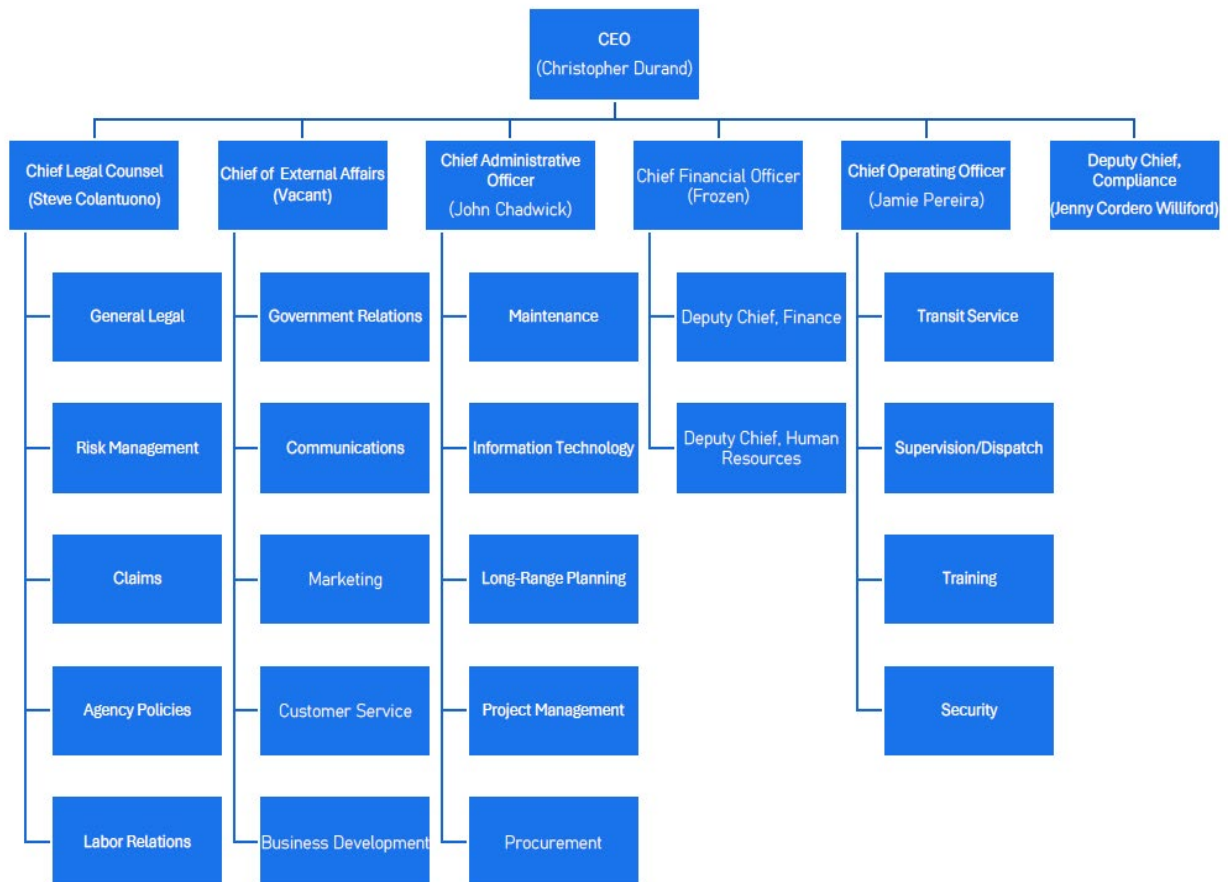 CEO
(Christopher Durand)
Chief Legal Counsel
(Steve Colantuono)
Chief of External Affairs
(Vacant)
Chief Administrative
Officer
(John Chadwick)
Chief Financial Officer
(Frozen)
Chief Operating Officer
(Jamie Pereira)
Deputy Chief,
Compliance
(Jenny Cordero Williford)
General Legal
Government Relations
Maintenance
Deputy Chief, Finance
Transit Service
Risk Management
Communications
Information Technology
Deputy Chief, Human
Resources
Supervision/Dispatch
Claims
Marketing
Long-Range Planning
Training
Agency Policies
Customer Service
Project Management
Security
Labor Relations
Business Development
Procurement